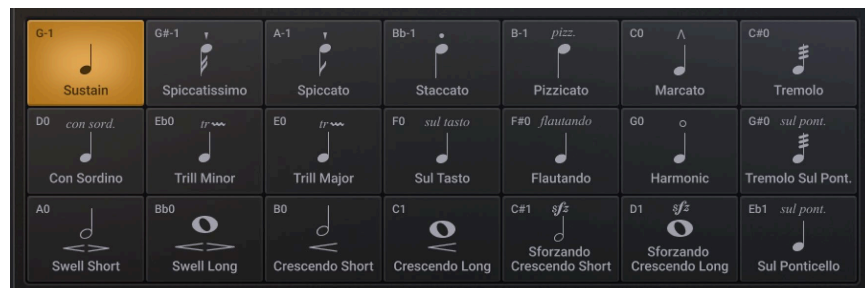 G-1
Sustain
G#-1
Spiccatissimo
A-1
Spiccato
Bb-1
Staccato
B-1 pizz.
Pizzicato
C0
Marcato
C#0
Tremolo
D0 con sord.
Con Sordino
Eb0 tr
Trill Minor
E0 tr
Trill Major
F0 sul tasto
Sul Tasto
F#0 flautando
Flautando
G0
Harmonic
G#0 sul pont.
Tremolo Sul Pont.
A0
Swell Short
Bb0
Swell Long
B0
Crescendo Short
C1
Crescendo Long
C#1 sfz
Sforzando
Crescendo Short
D1 sfz
Sforzando
Crescendo Long
Eb1 sul pont.
Sul Ponticello